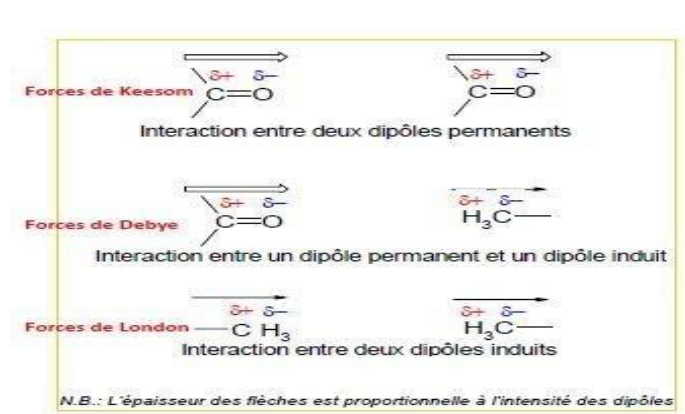 δ+ δ− δ+ δ−
Forces de Keesom C=O C=O
Interaction entre deux dipôles permanents
δ+ δ− δ+ δ−
Forces de Debye C=O H₃C—
Interaction entre un dipôle permanent et un dipôle induit
δ+ δ− δ+ δ−
Forces de London —C H₃ H₃C—
Interaction entre deux dipôles induits
N.B.: L'épaisseur des flèches est proportionnelle à l'intensité des dipôles